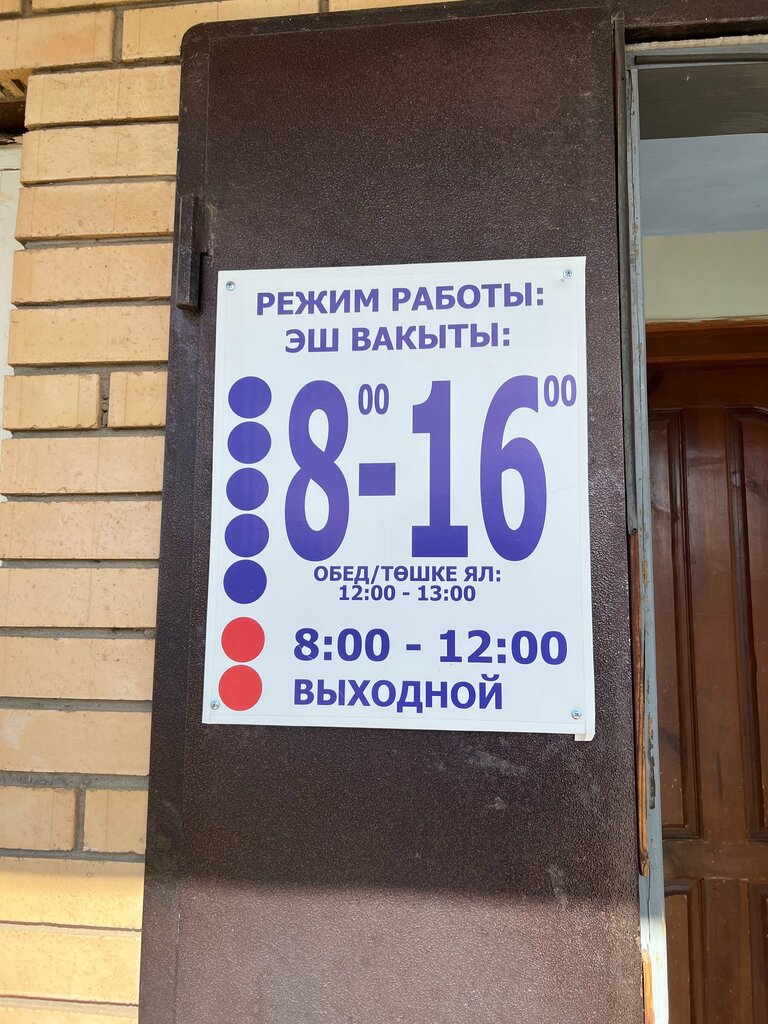 РЕЖИМ РАБОТЫ:
ЭШ ВАКЫТЫ:
8 00 - 16 00
ОБЕД/ТӨШКЕ ЯЛ:
12:00 - 13:00
8:00 - 12:00
ВЫХОДНОЙ